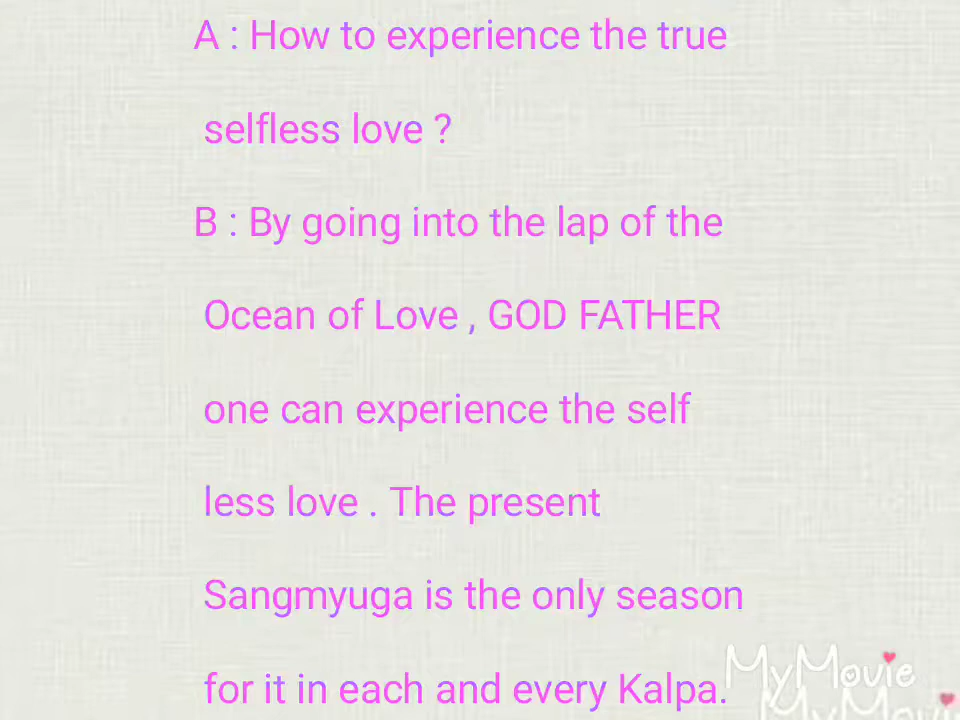 A : How to experience the true
selfless love ?
B : By going into the lap of the
Ocean of Love , GOD FATHER
one can experience the self
less love . The present
Sangmyuga is the only season
for it in each and every Kalpa.
MyMovie
MyMovie